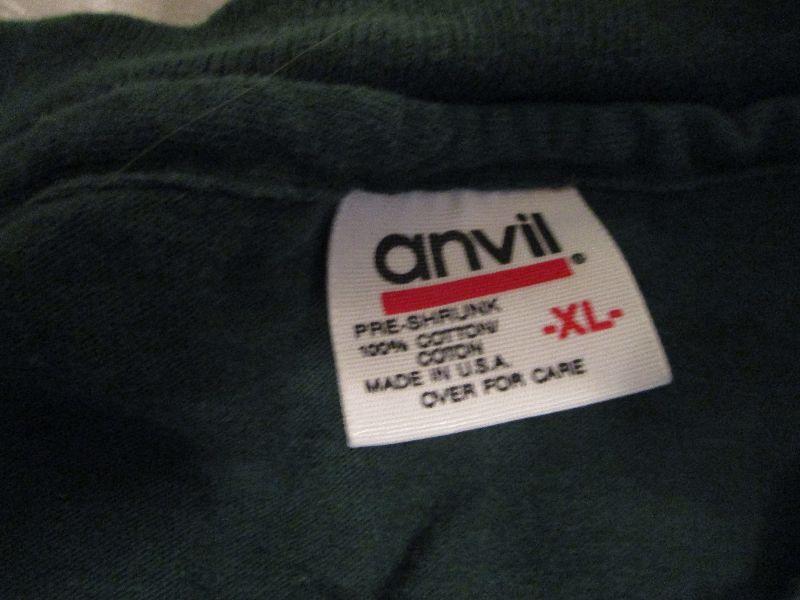 anvil®
PRE-SHRUNK
100% COTTON/
COTON
-XL-
MADE IN U.S.A.
OVER FOR CARE